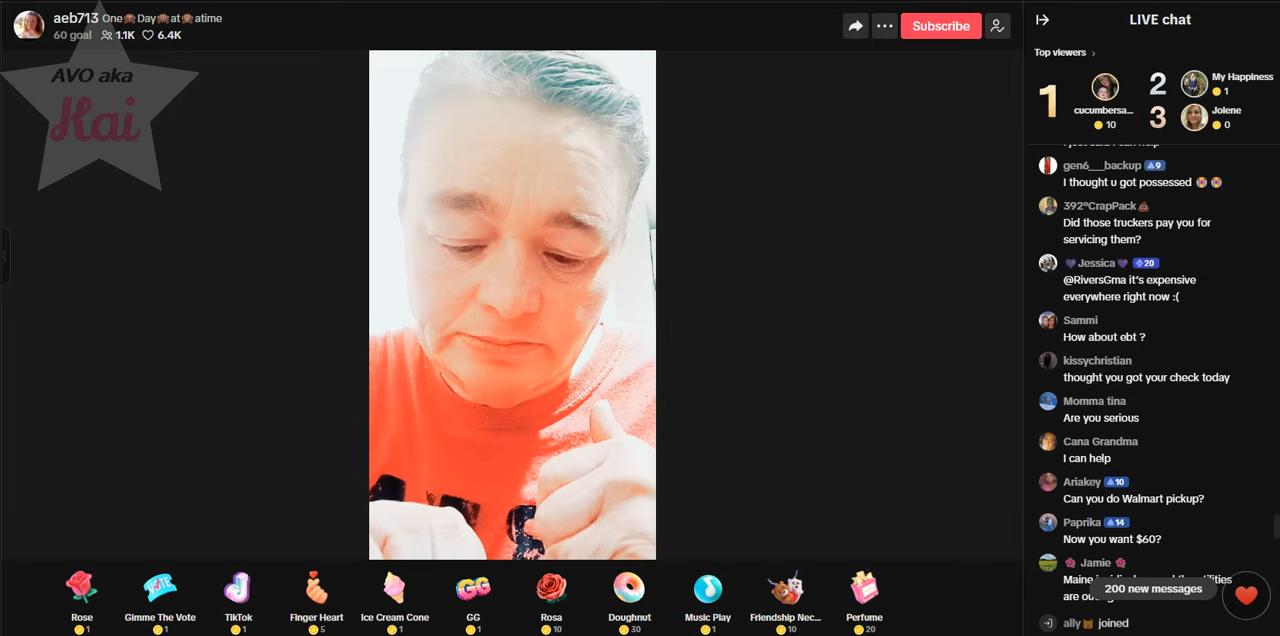 aeb713 One🙈Day🙈at🙈atime
60 goal 1.1K 6.4K
Subscribe
AVO aka
Kai
LIVE chat
Top viewers
1
cucumbersa...
10
2
My Happiness
1
3
Jolene
0
gen6___backup 9
I thought u got possessed 😭 😭
392°CrapPack💩
Did those truckers pay you for
servicing them?
💜Jessica💜 20
@RiversGma it's expensive
everywhere right now :(
Sammi
How about ebt ?
kissychristian
thought you got your check today
Momma tina
Are you serious
Cana Grandma
I can help
Ariakey 10
Can you do Walmart pickup?
Paprika 14
Now you want $60?
🌺 Jamie 🌺
Maine
are
200 new messages
ally joined
Rose
1
GImme The Vote
1
TikTok
1
Finger Heart
5
Ice Cream Cone
1
GG
1
Rosa
10
Doughnut
30
Music Play
1
Friendship Nec...
10
Perfume
20